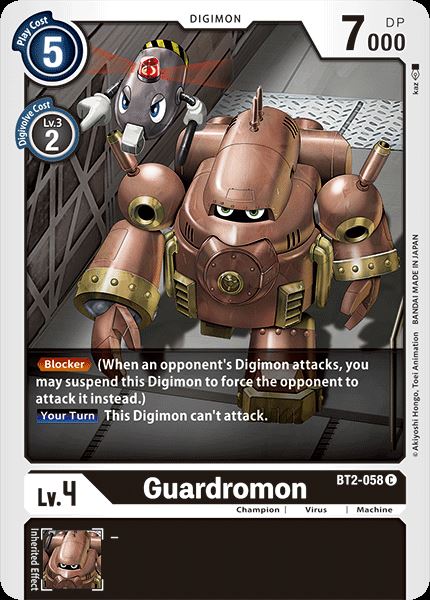 Play Cost
5
DIGIMON
DP
7000
Digivolve Cost
Lv.3
2
kaz
© Akiyoshi Hongo, Toei Animation BANDAI MADE IN JAPAN
Blocker (When an opponent's Digimon attacks, you
may suspend this Digimon to force the opponent to
attack it instead.)
Your Turn This Digimon can't attack.
Lv.4
Guardromon
BT2-058 C
Champion | Virus | Machine
Inherited Effect
–